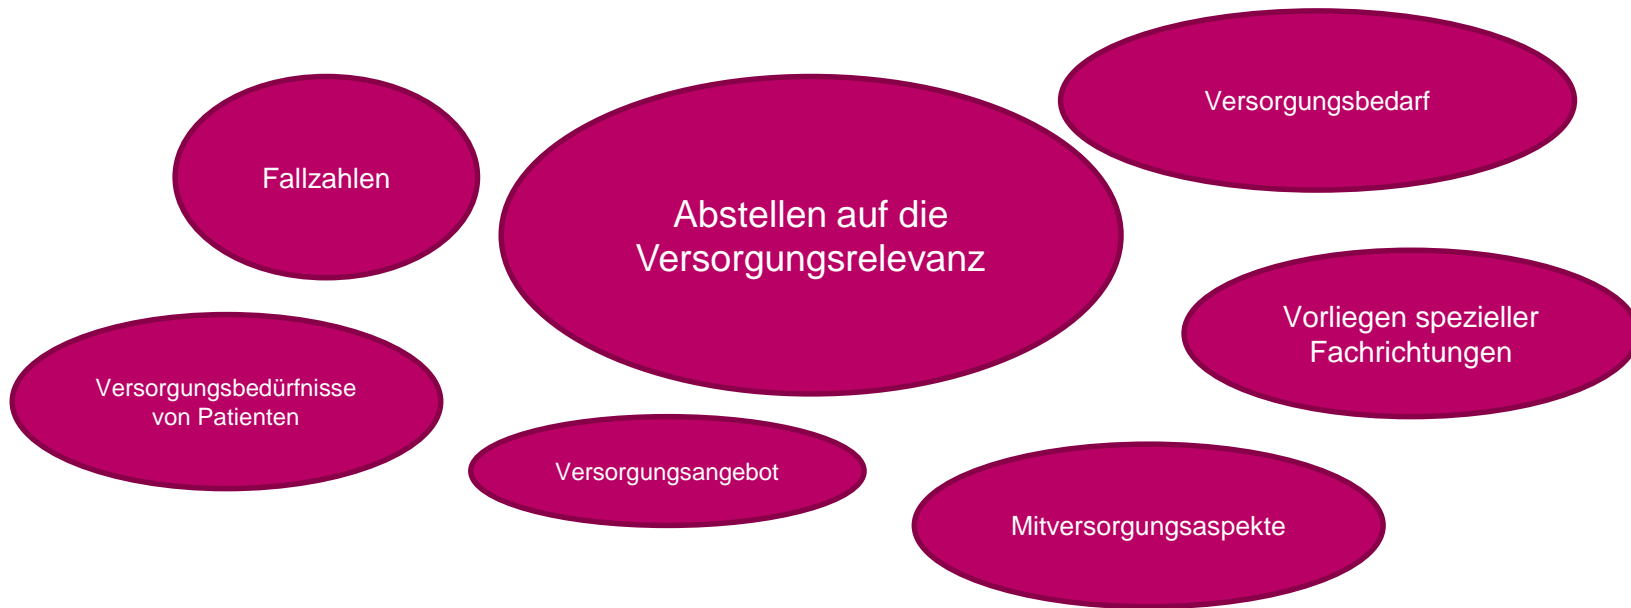 Versorgungsbedarf
Fallzahlen
Abstellen auf die
Versorgungsrelevanz
Vorliegen spezieller
Fachrichtungen
Versorgungsbedürfnisse
von Patienten
Versorgungsangebot
Mitversorgungsaspekte